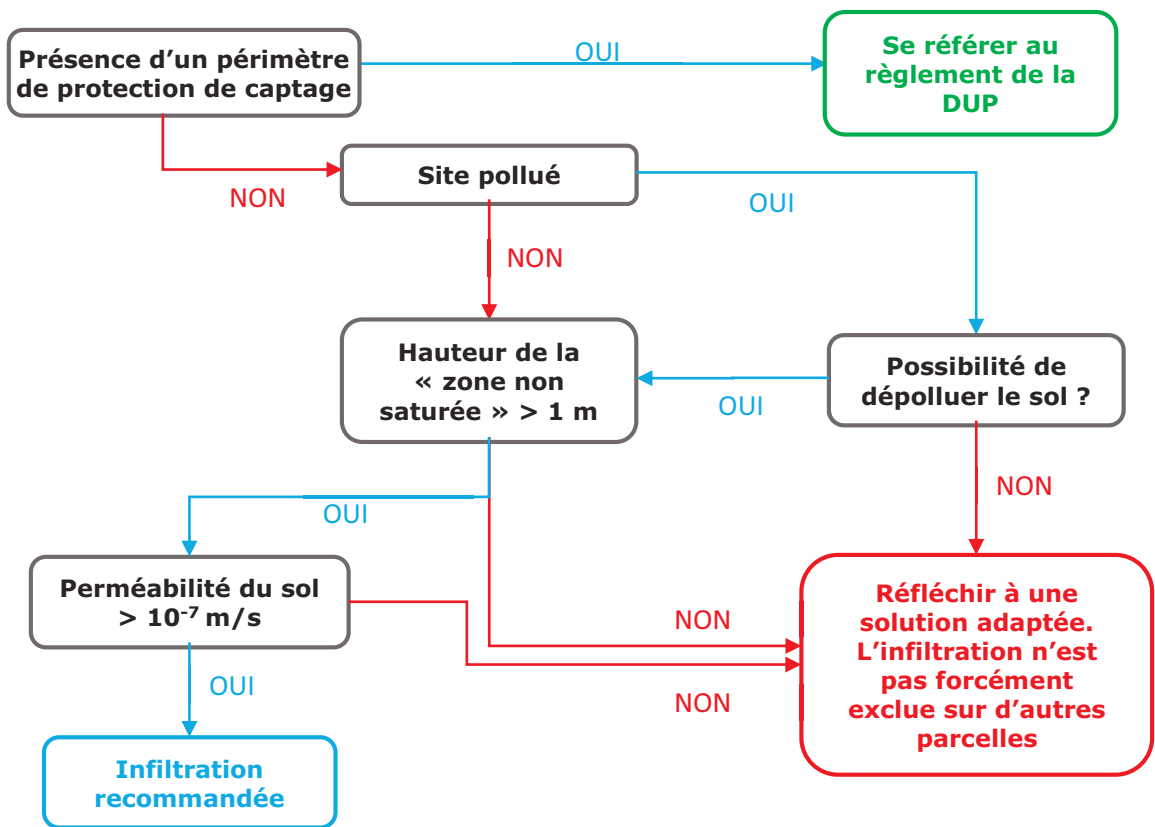 Présence d’un périmètre
de protection de captage
OUI
Se référer au
règlement de la
DUP
NON
Site pollué
OUI
NON
Hauteur de la
« zone non
saturée » > 1 m
OUI
Possibilité de
dépolluer le sol ?
OUI
NON
Perméabilité du sol
> 10⁻⁷ m/s
NON
NON
Réfléchir à une
solution adaptée.
L’infiltration n’est
pas forcément
exclue sur d’autres
parcelles
OUI
Infiltration
recommandée